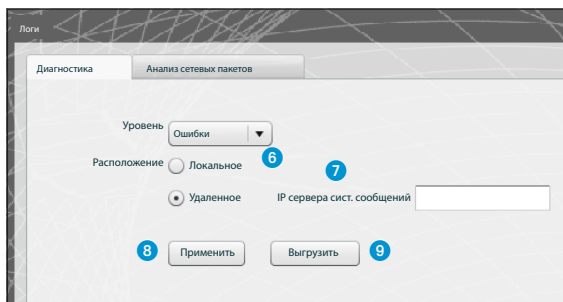 Логи
Диагностика Анализ сетевых пакетов
Уровень Ошибки
6
Расположение Локальное
7
Удаленное IP сервера сист. сообщений
8 Применить Выгрузить 9